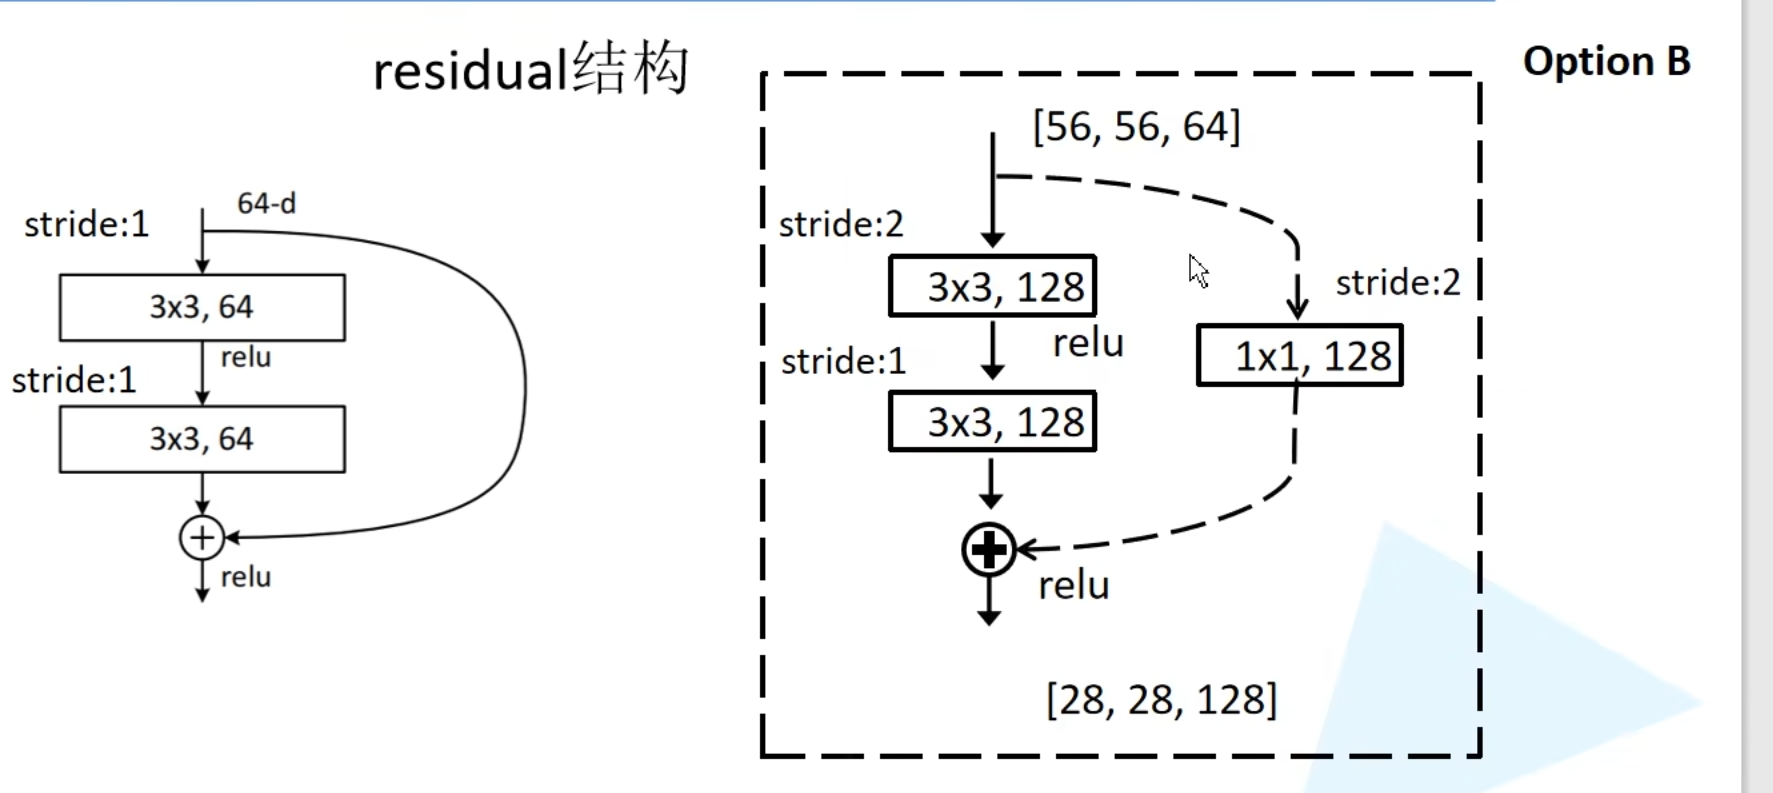 residual结构
Option B
64-d
stride:1
3x3, 64
relu
stride:1
3x3, 64
relu
[56, 56, 64]
stride:2
3x3, 128
relu
stride:1
3x3, 128
stride:2
1x1, 128
relu
[28, 28, 128]